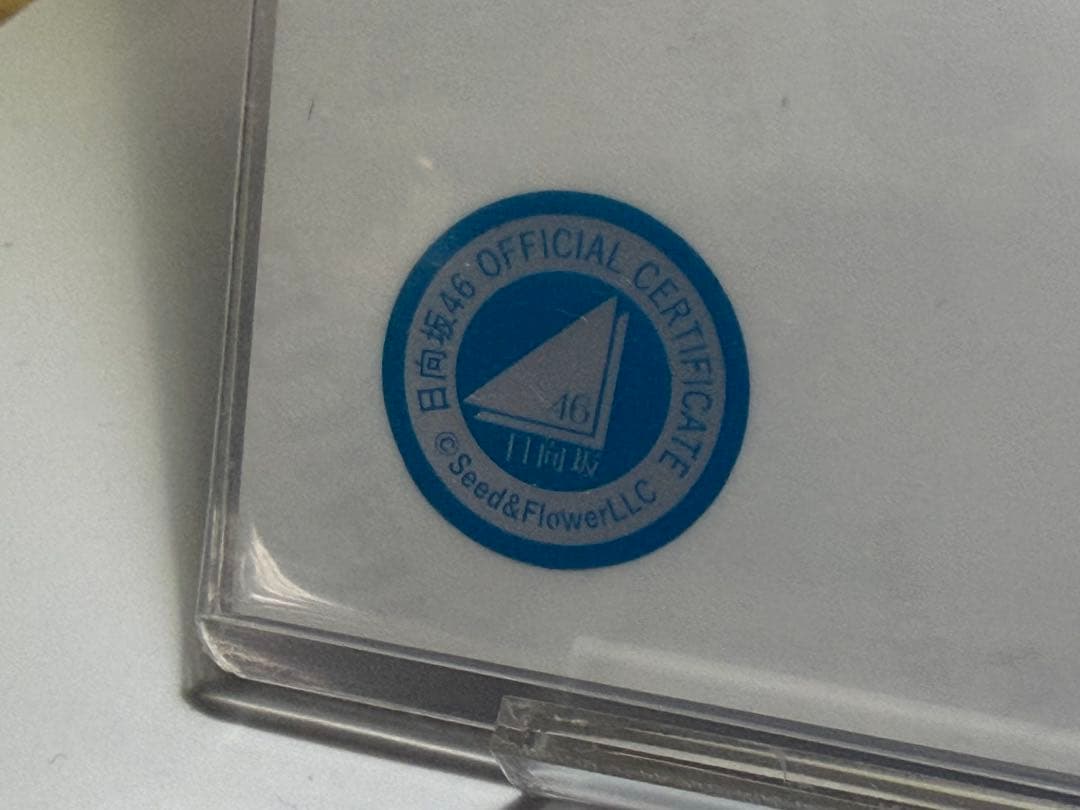 日向坂46 OFFICIAL CERTIFICATE
©Seed&FlowerLLC
46
日向坂